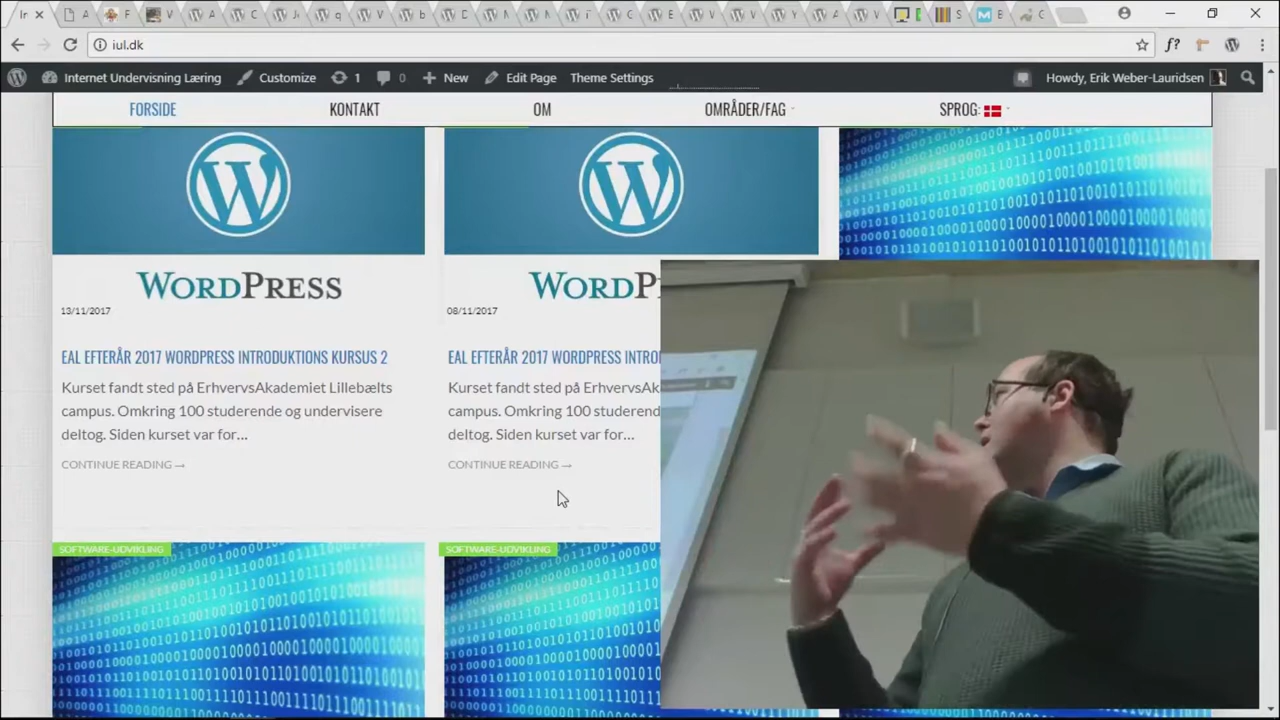 iul.dk
Internet Undervisning Læring Customize 1 0 New Edit Page Theme Settings Howdy, Erik Weber-Lauridsen
FORSIDE KONTAKT OM OMRÅDER/FAG SPROG:
WORDPRESS WORDP
13/11/2017 08/11/2017
EAL EFTERÅR 2017 WORDPRESS INTRODUKTIONS KURSUS 2
EAL EFTERÅR 2017 WORDPRESS INTRO
Kurset fandt sted på ErhvervsAkademiet Lillebælts
campus. Omkring 100 studerende og undervisere
deltog. Siden kurset var for...
Kurset fandt sted på ErhvervsAka
campus. Omkring 100 studerende
deltog. Siden kurset var for...
CONTINUE READING → CONTINUE READING →
SOFTWARE-UDVIKLING SOFTWARE-UDVIKLING